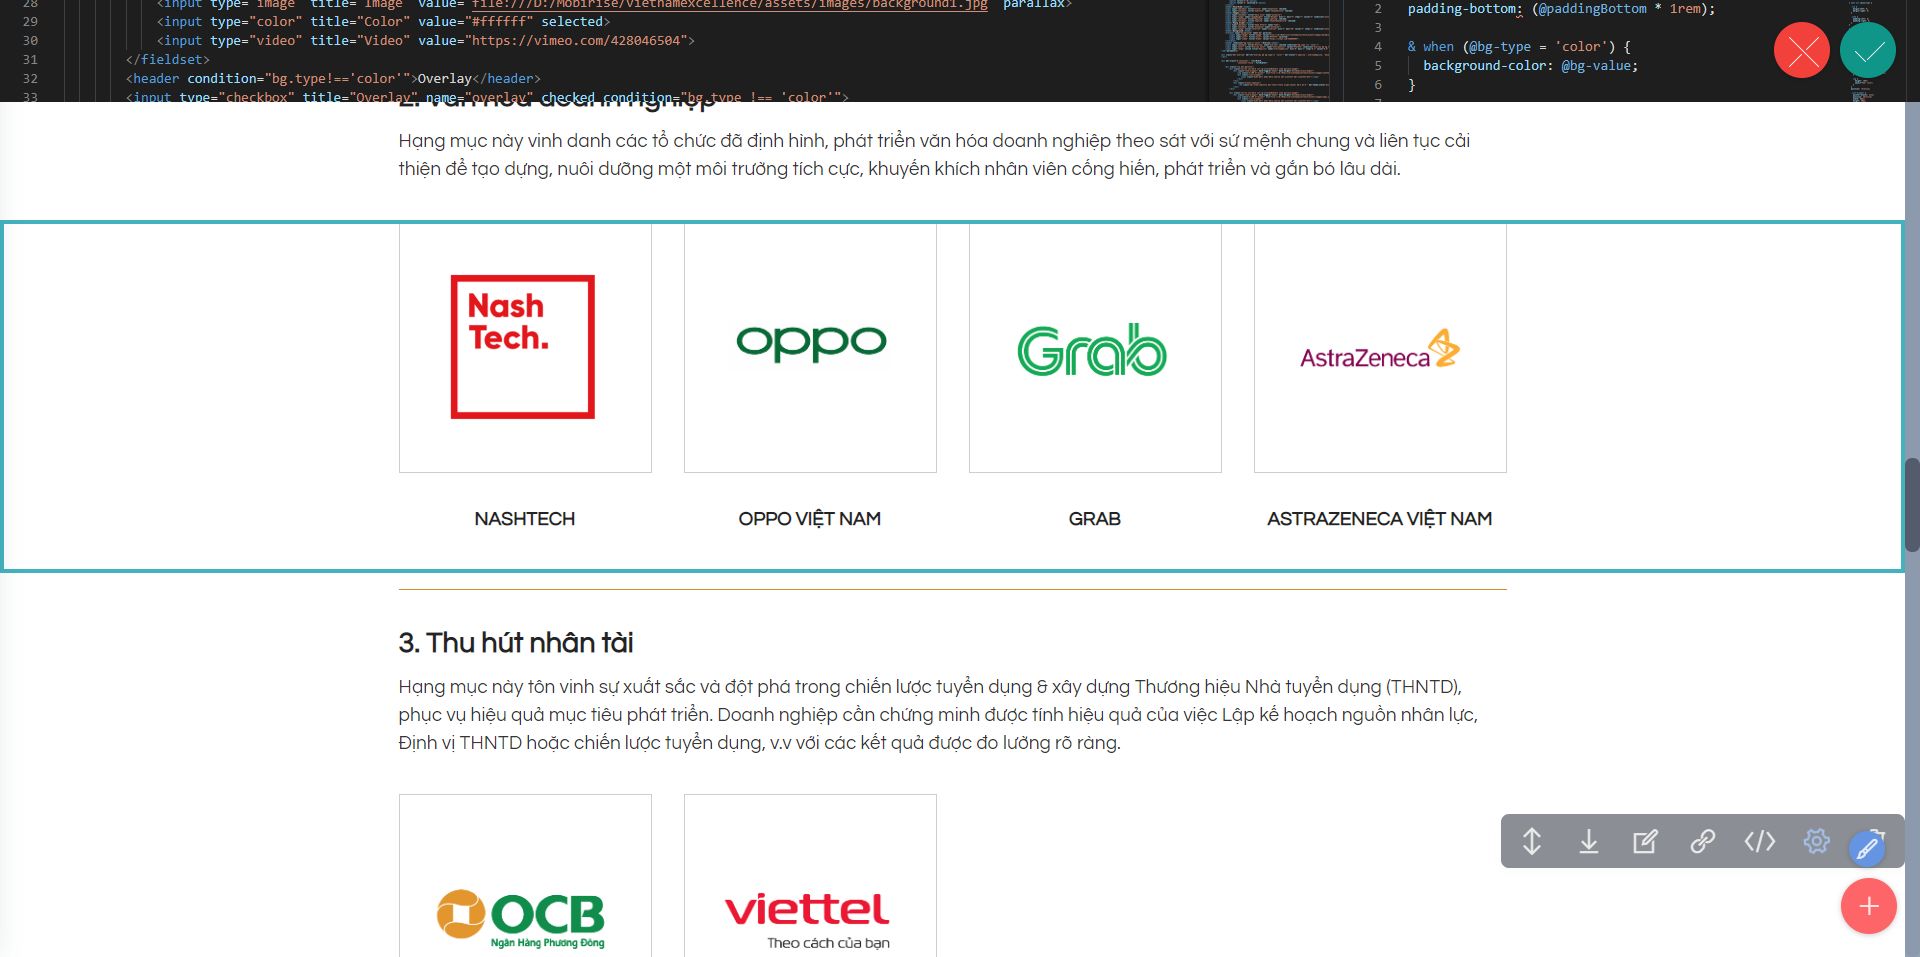 28 <input type="image" title="Image" value="file:///D:/Mobirise/vietnamexcellence/assets/images/background1.jpg" parallax>
29 <input type="color" title="Color" value="#ffffff" selected>
30 <input type="video" title="Video" value="https://vimeo.com/428046504">
31 </fieldset>
32 <header condition="bg.type!=='color'">Overlay</header>
33 <input type="checkbox" title="Overlay" name="overlay" checked condition="bg.type !== 'color'">
2 padding-bottom: (@paddingBottom * 1rem);
3
4 & when (@bg-type = 'color') {
5 background-color: @bg-value;
6 }
2. Văn hóa doanh nghiệp
Hạng mục này vinh danh các tổ chức đã định hình, phát triển văn hóa doanh nghiệp theo sát với sứ mệnh chung và liên tục cải
thiện để tạo dựng, nuôi dưỡng một môi trường tích cực, khuyến khích nhân viên cống hiến, phát triển và gắn bó lâu dài.
Nash
Tech.
oppo
Grab
AstraZeneca
NASHTECH
OPPO VIỆT NAM
GRAB
ASTRAZENECA VIỆT NAM
3. Thu hút nhân tài
Hạng mục này tôn vinh sự xuất sắc và đột phá trong chiến lược tuyển dụng & xây dựng Thương hiệu Nhà tuyển dụng (THNTD),
phục vụ hiệu quả mục tiêu phát triển. Doanh nghiệp cần chứng minh được tính hiệu quả của việc Lập kế hoạch nguồn nhân lực,
Định vị THNTD hoặc chiến lược tuyển dụng, v.v với các kết quả được đo lường rõ ràng.
OCB
Ngân Hàng Phương Đông
viettel
Theo cách của bạn